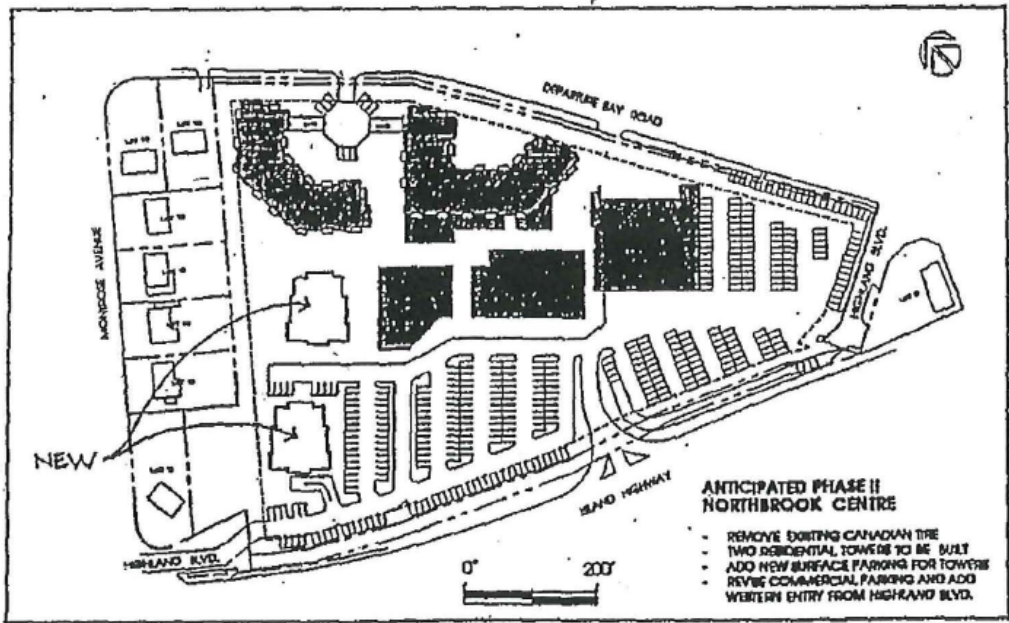 DEPARTURE BAY ROAD
MONTROSE AVENUE
HIGHLAND BLVD.
NEW
ISLAND HIGHWAY
HIGHLAND BLVD.
0" 200'
ANTICIPATED PHASE II
NORTHBROOK CENTRE
- REMOVE EXISTING CANADIAN TIRE
- TWO RESIDENTIAL TOWERS TO BE BUILT
- ADD NEW SURFACE PARKING FOR TOWERS
- REVISE COMMERCIAL PARKING AND ADD
WESTERN ENTRY FROM HIGHLAND BLVD.